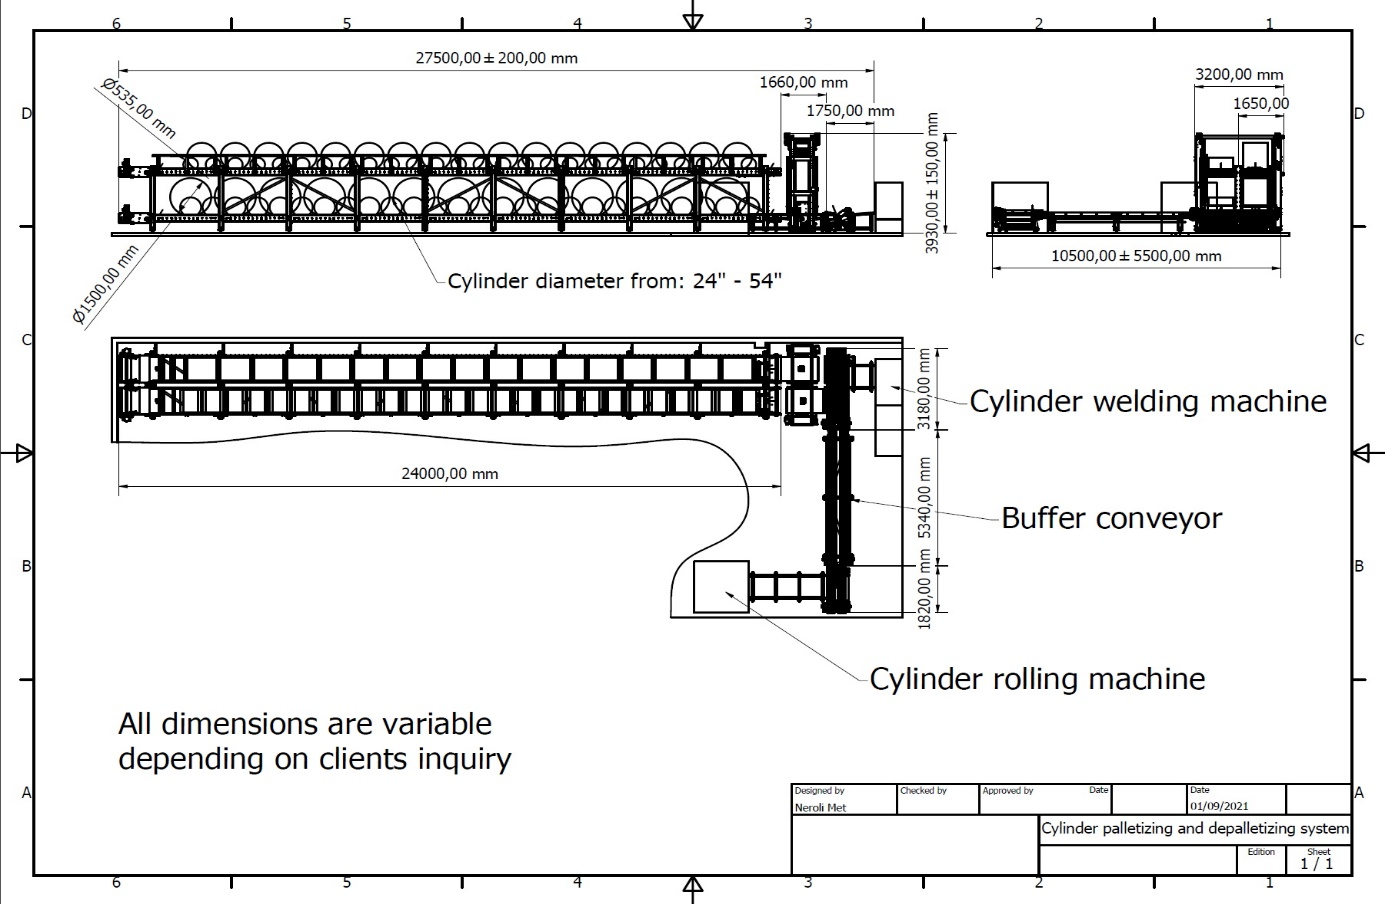 6 5 4 3 2 1
27500,00 ± 200,00 mm
3200,00 mm
1660,00 mm
1650,00
Ø535,00 mm
1750,00 mm
D D
3930,00 ± 150,00 mm
10500,00 ± 5500,00 mm
Ø1500,00 mm
Cylinder diameter from: 24" - 54"
C C
3180,00 mm
Cylinder welding machine
24000,00 mm
5340,00 mm
Buffer conveyor
B B
1820,00 mm
Cylinder rolling machine
All dimensions are variable
depending on clients inquiry
A A
Designed by Checked by Approved by Date Date
Neroli Met 01/09/2021
Cylinder palletizing and depalletizing system
Edition Sheet
1 / 1
6 5 4 3 2 1